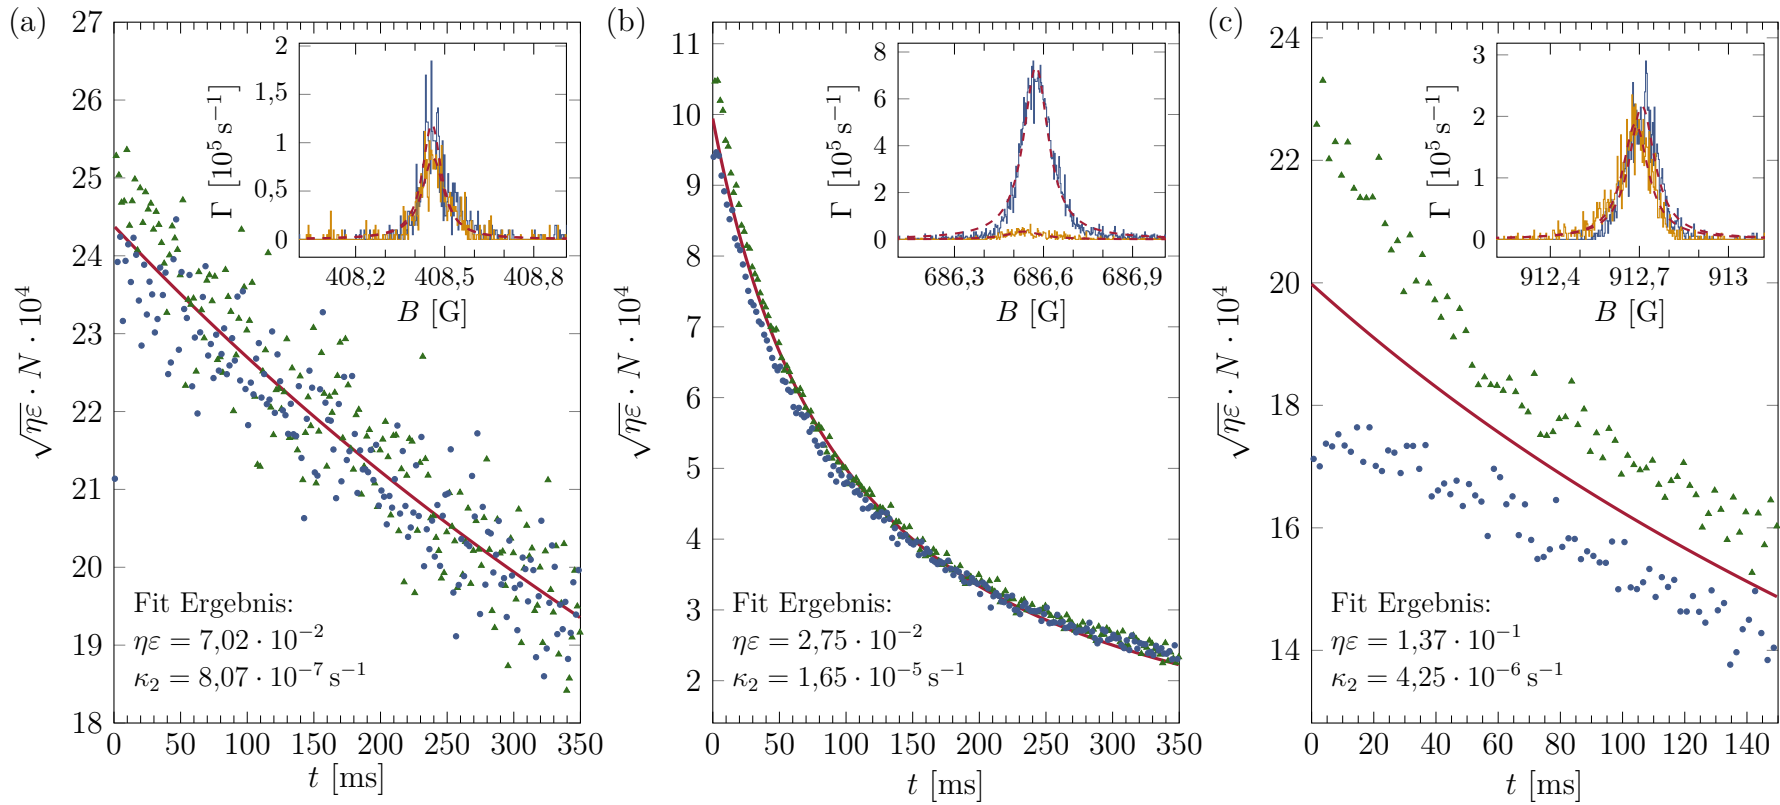 (a)
27
26
25
24
23
22
21
20
19
18
√ηε · N · 10⁴
0 50 100 150 200 250 300 350
t [ms]
2
1,5
1
0,5
0
Γ [10⁵ s⁻¹]
408,2 408,5 408,8
B [G]
Fit Ergebnis:
ηε = 7,02 · 10⁻²
κ₂ = 8,07 · 10⁻⁷ s⁻¹
(b)
11
10
9
8
7
6
5
4
3
2
√ηε · N · 10⁴
0 50 100 150 200 250 300 350
t [ms]
8
6
4
2
0
Γ [10⁵ s⁻¹]
686,3 686,6 686,9
B [G]
Fit Ergebnis:
ηε = 2,75 · 10⁻²
κ₂ = 1,65 · 10⁻⁵ s⁻¹
(c)
24
22
20
18
16
14
√ηε · N · 10⁴
0 20 40 60 80 100 120 140
t [ms]
3
2
1
0
Γ [10⁵ s⁻¹]
912,4 912,7 913
B [G]
Fit Ergebnis:
ηε = 1,37 · 10⁻¹
κ₂ = 4,25 · 10⁻⁶ s⁻¹